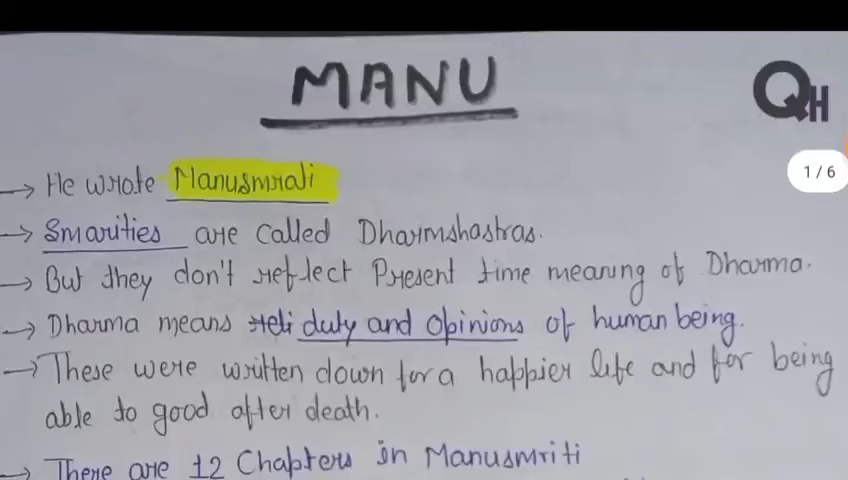 MANU
QH
1/6
→ He wrote Manusmrati
→ Smarities are called Dharmshastras.
→ But they don't reflect Present time meaning of Dharma.
→ Dharma means reli duty and opinions of human being.
→ These were written down for a happier life and for being
able to good after death.
→ There are 12 Chapters in Manusmriti